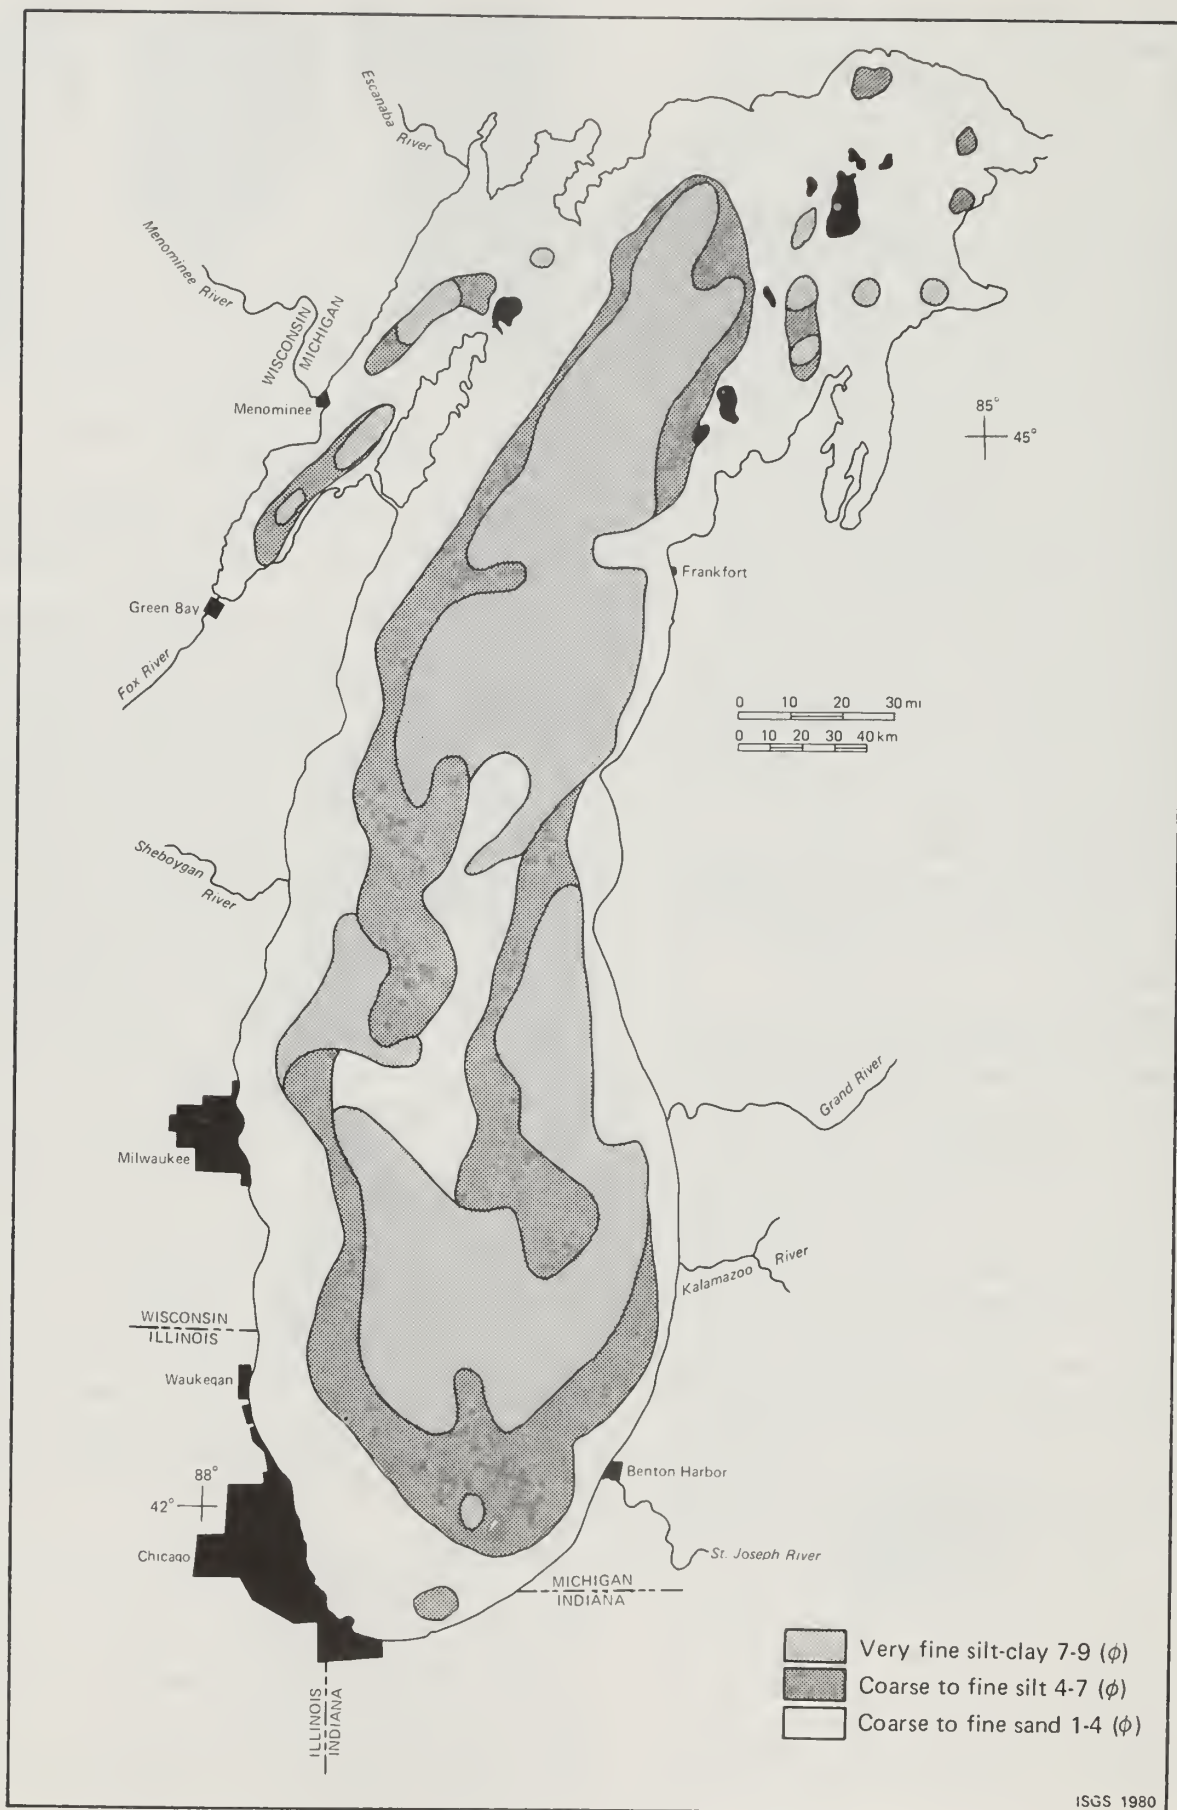 Escanaba
River
Menominee
River
WISCONSIN
MICHIGAN
Menominee
85°
45°
Green Bay
Frankfort
Fox River
0 10 20 30 mi
0 10 20 30 40 km
Sheboygan
River
Grand River
Milwaukee
Kalamazoo River
WISCONSIN
ILLINOIS
Waukegan
88°
42°
Benton Harbor
Chicago
St. Joseph River
MICHIGAN
INDIANA
ILLINOIS
INDIANA
Very fine silt-clay 7-9 (ϕ)
Coarse to fine silt 4-7 (ϕ)
Coarse to fine sand 1-4 (ϕ)
ISGS 1980